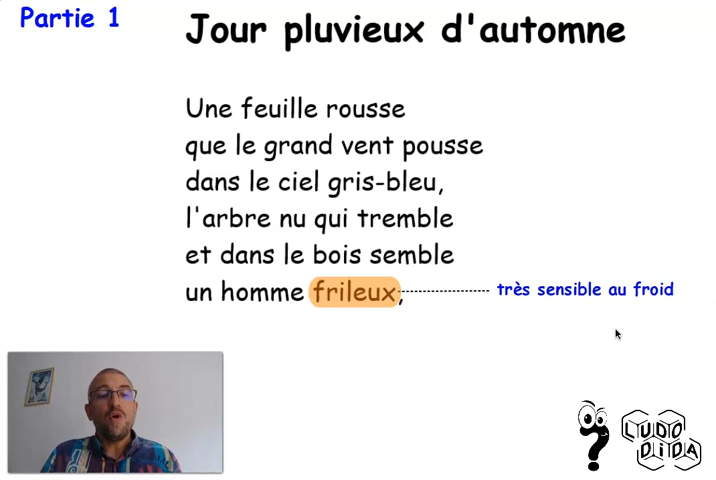 Partie 1
Jour pluvieux d'automne
Une feuille rousse
que le grand vent pousse
dans le ciel gris-bleu,
l'arbre nu qui tremble
et dans le bois semble
un homme frileux, très sensible au froid
LUDO
DiDA